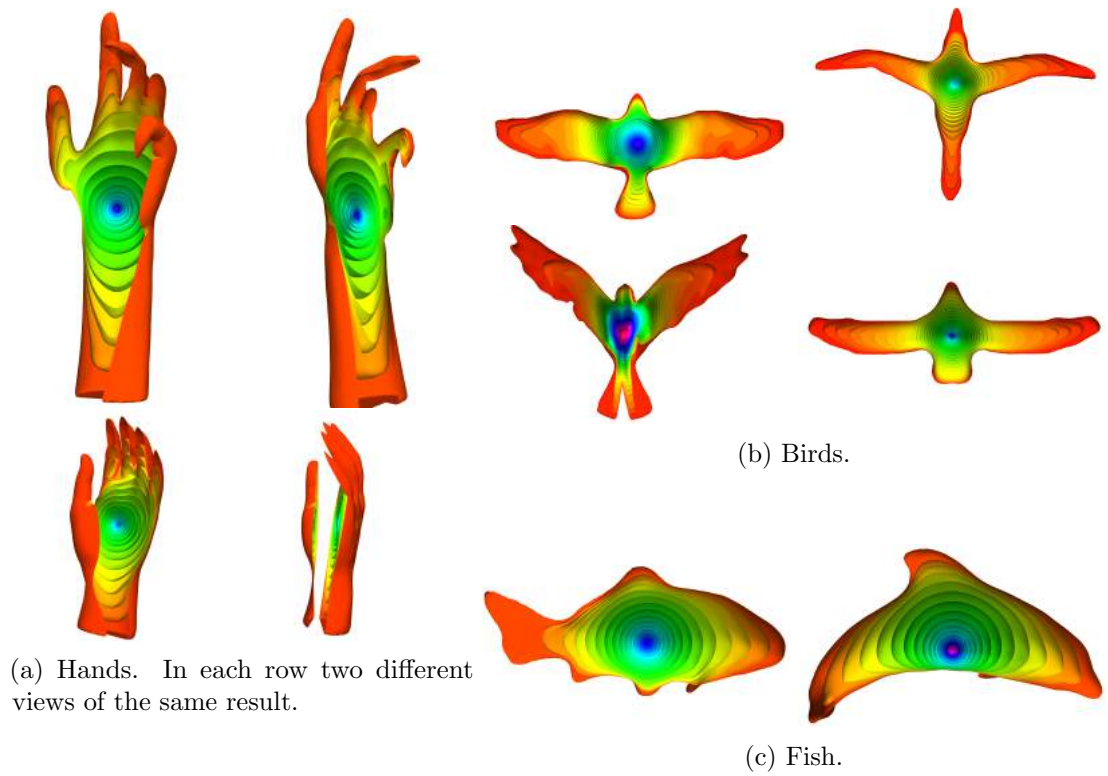 (a) Hands. In each row two different
views of the same result.
(b) Birds.
(c) Fish.